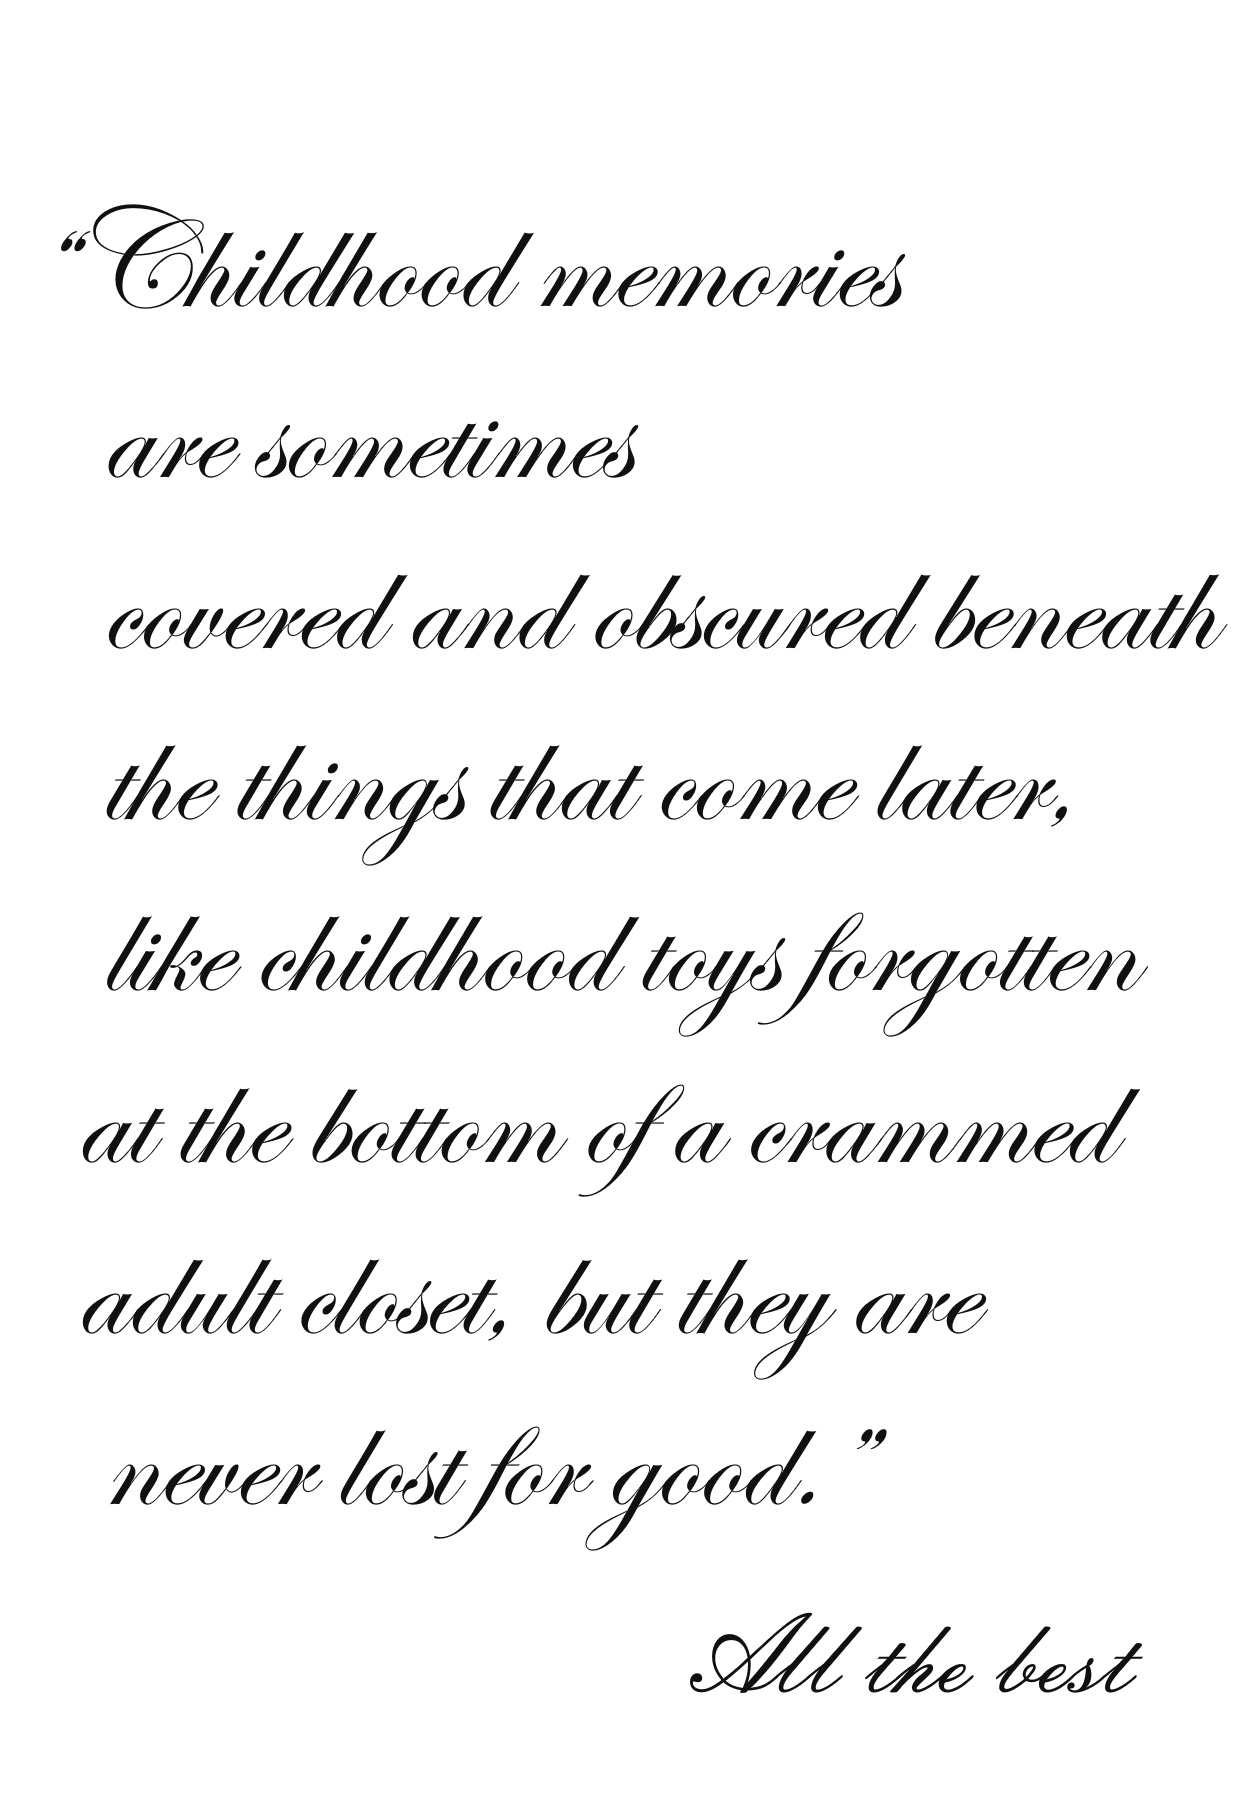 “Childhood memories
are sometimes
covered and obscured beneath
the things that come later,
like childhood toys forgotten
at the bottom of a crammed
adult closet, but they are
never lost for good.”
All the best